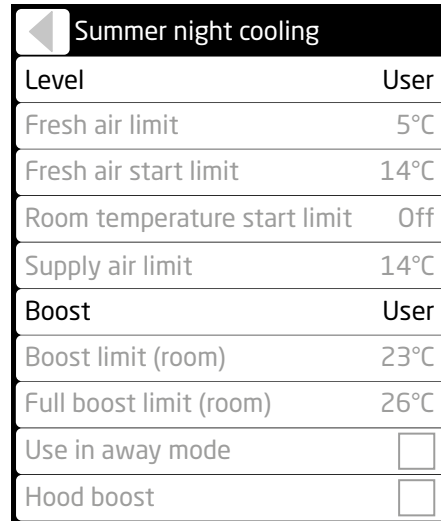 Summer night cooling
Level User
Fresh air limit 5°C
Fresh air start limit 14°C
Room temperature start limit Off
Supply air limit 14°C
Boost User
Boost limit (room) 23°C
Full boost limit (room) 26°C
Use in away mode
Hood boost